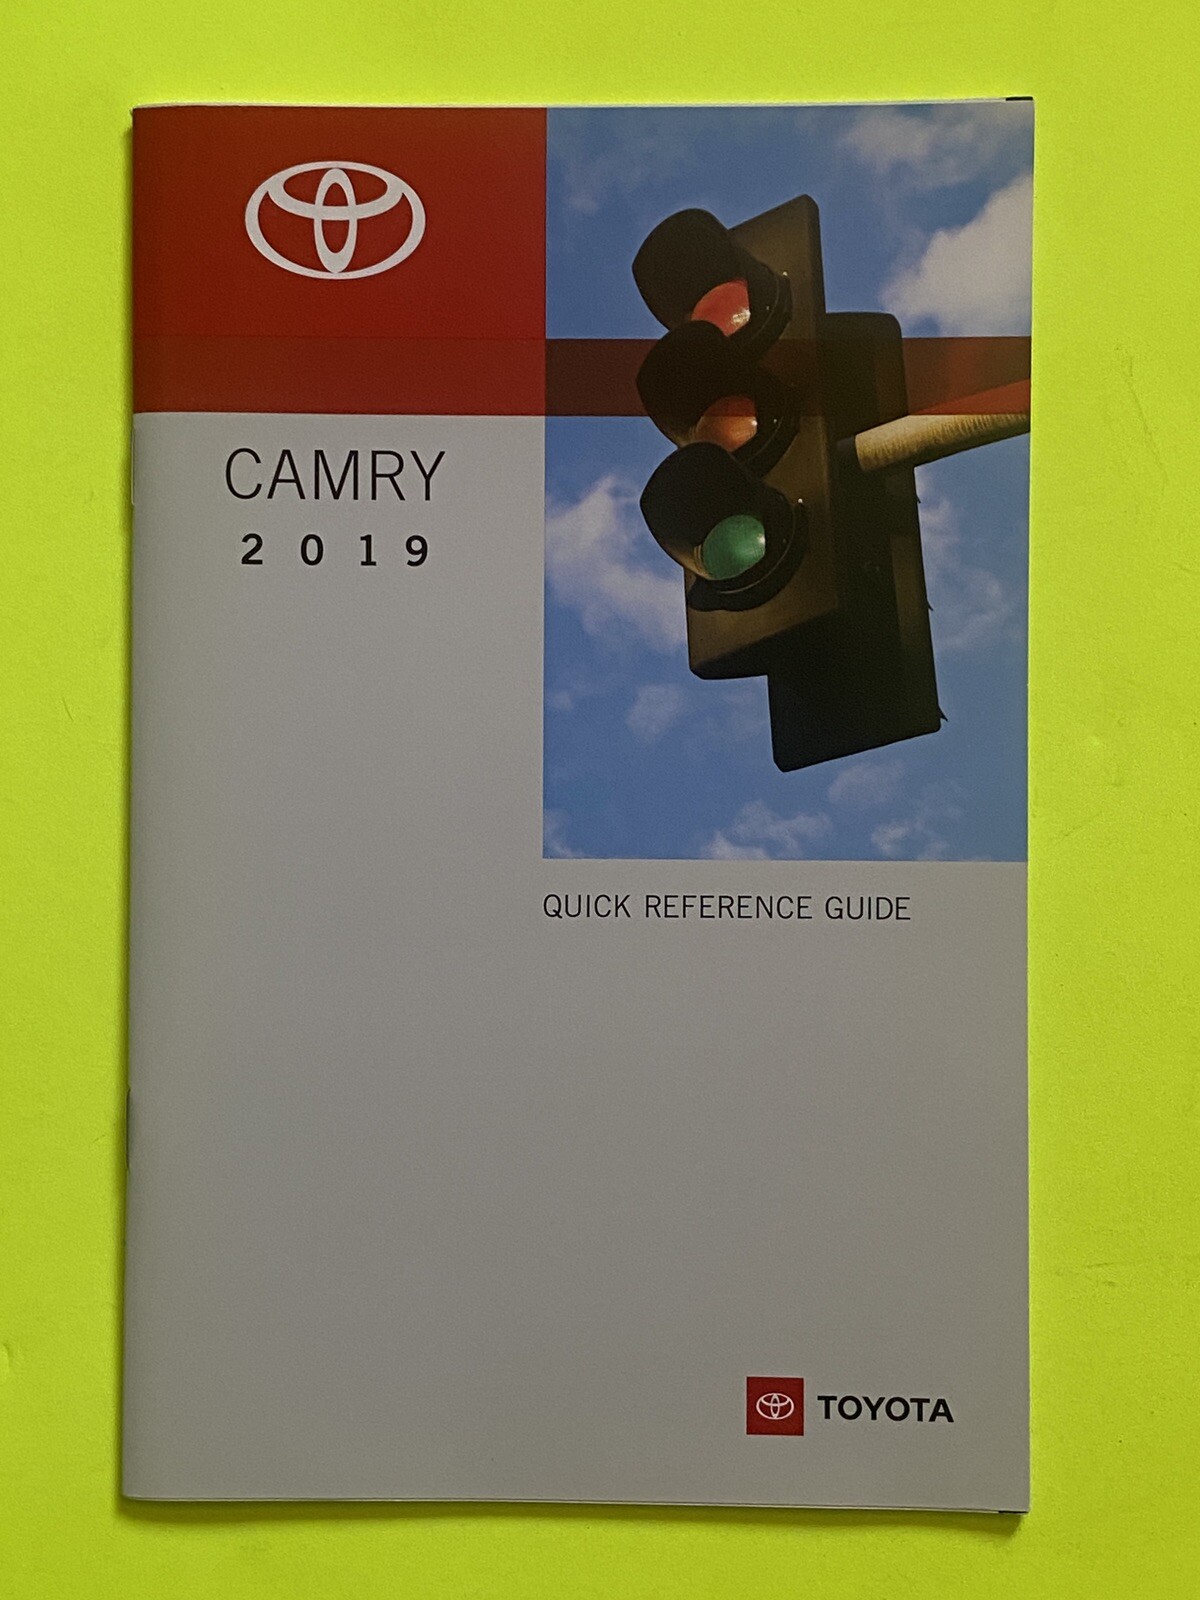 CAMRY
2019
QUICK REFERENCE GUIDE
TOYOTA